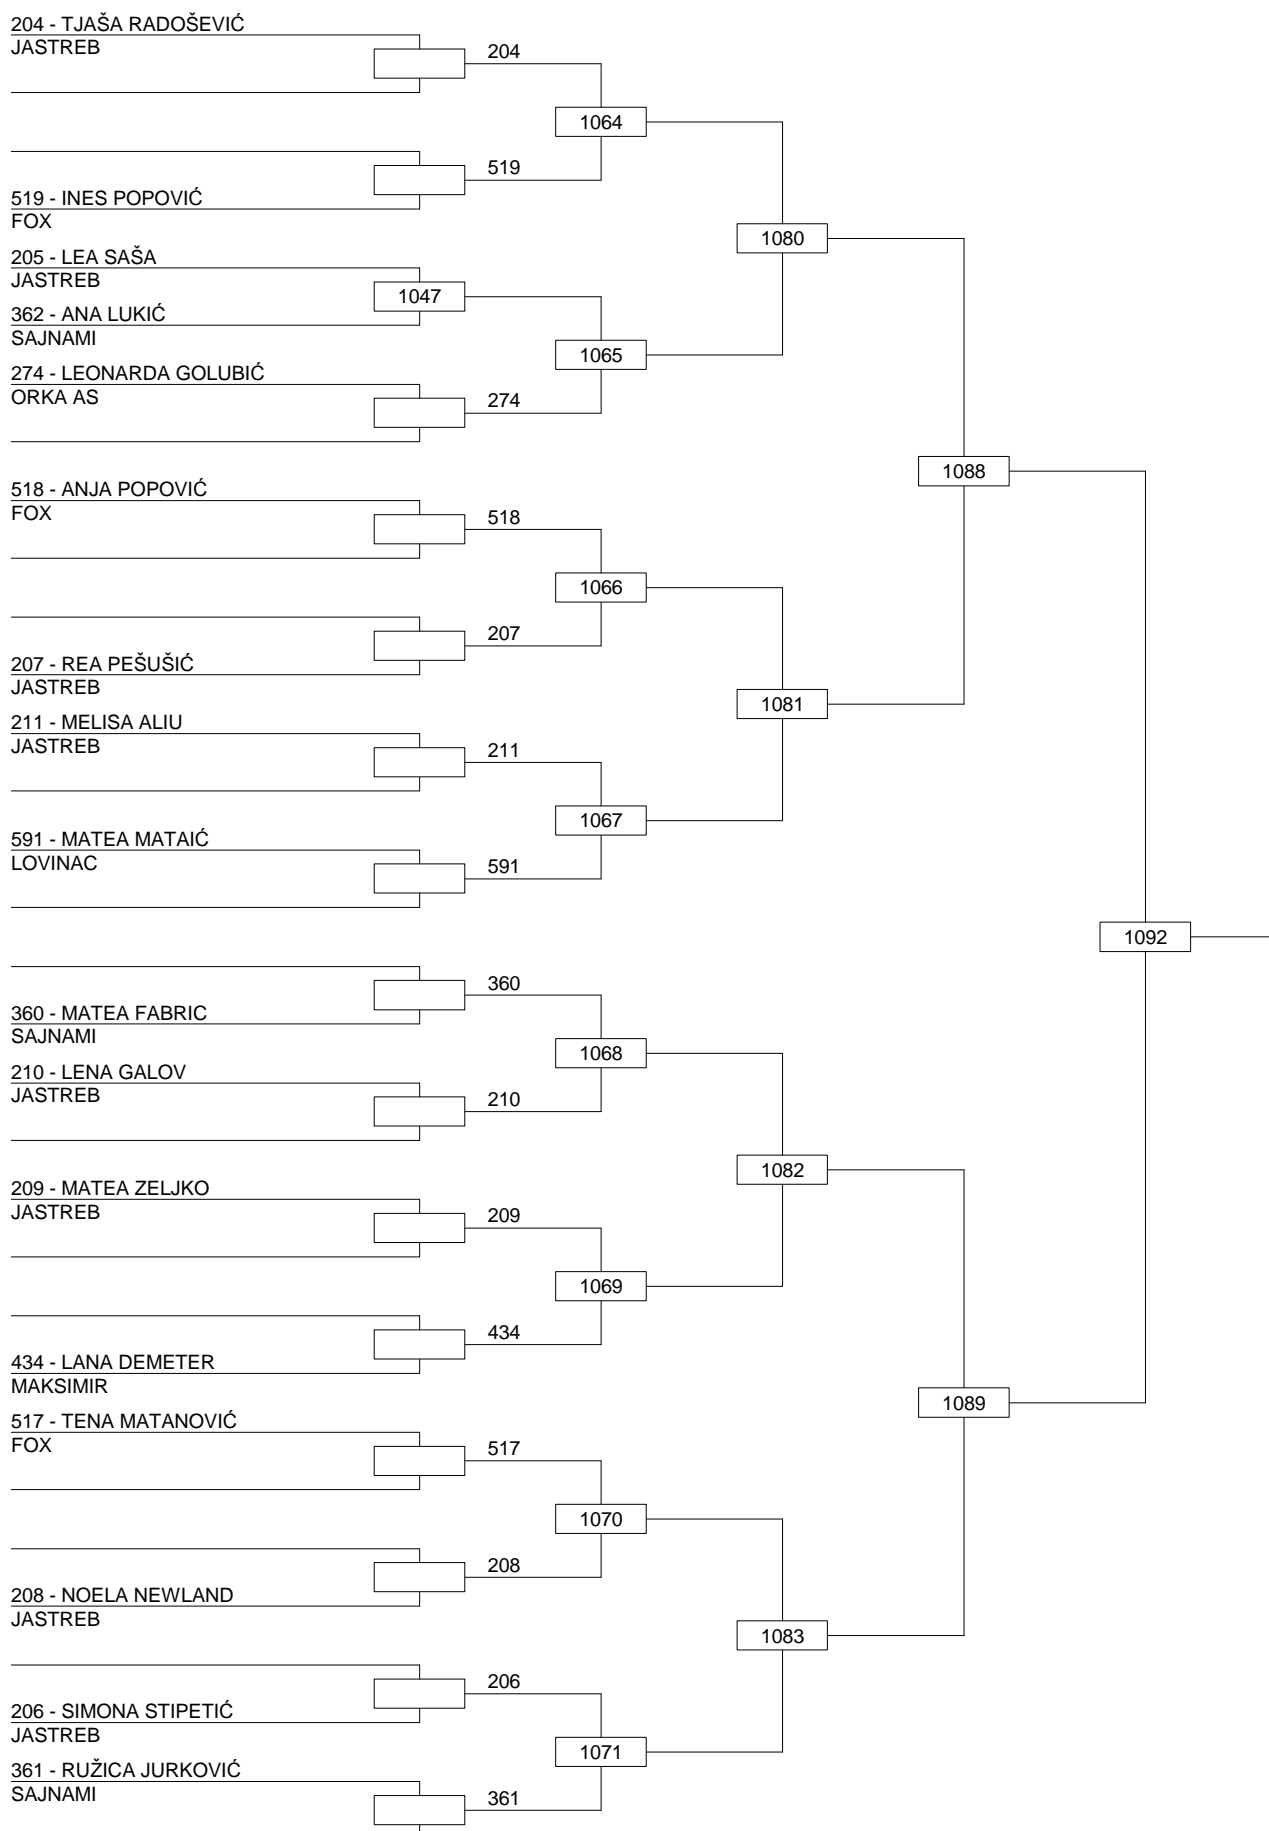 204 - TJAŠA RADOŠEVIĆ
JASTREB
204
1064
519
519 - INES POPOVIĆ
FOX
1080
205 - LEA SAŠA
JASTREB
1047
362 - ANA LUKIĆ
SAJNAMI
1065
274 - LEONARDA GOLUBIĆ
ORKA AS
274
1088
518 - ANJA POPOVIĆ
FOX
518
1066
207
207 - REA PEŠUŠIĆ
JASTREB
1081
211 - MELISA ALIU
JASTREB
211
1067
591 - MATEA MATAIĆ
LOVINAC
591
1092
360
360 - MATEA FABRIC
SAJNAMI
1068
210 - LENA GALOV
JASTREB
210
1082
209 - MATEA ZELJKO
JASTREB
209
1069
434
434 - LANA DEMETER
MAKSIMIR
1089
517 - TENA MATANOVIĆ
FOX
517
1070
208
208 - NOELA NEWLAND
JASTREB
1083
206
206 - SIMONA STIPETIĆ
JASTREB
1071
361 - RUŽICA JURKOVIĆ
SAJNAMI
361